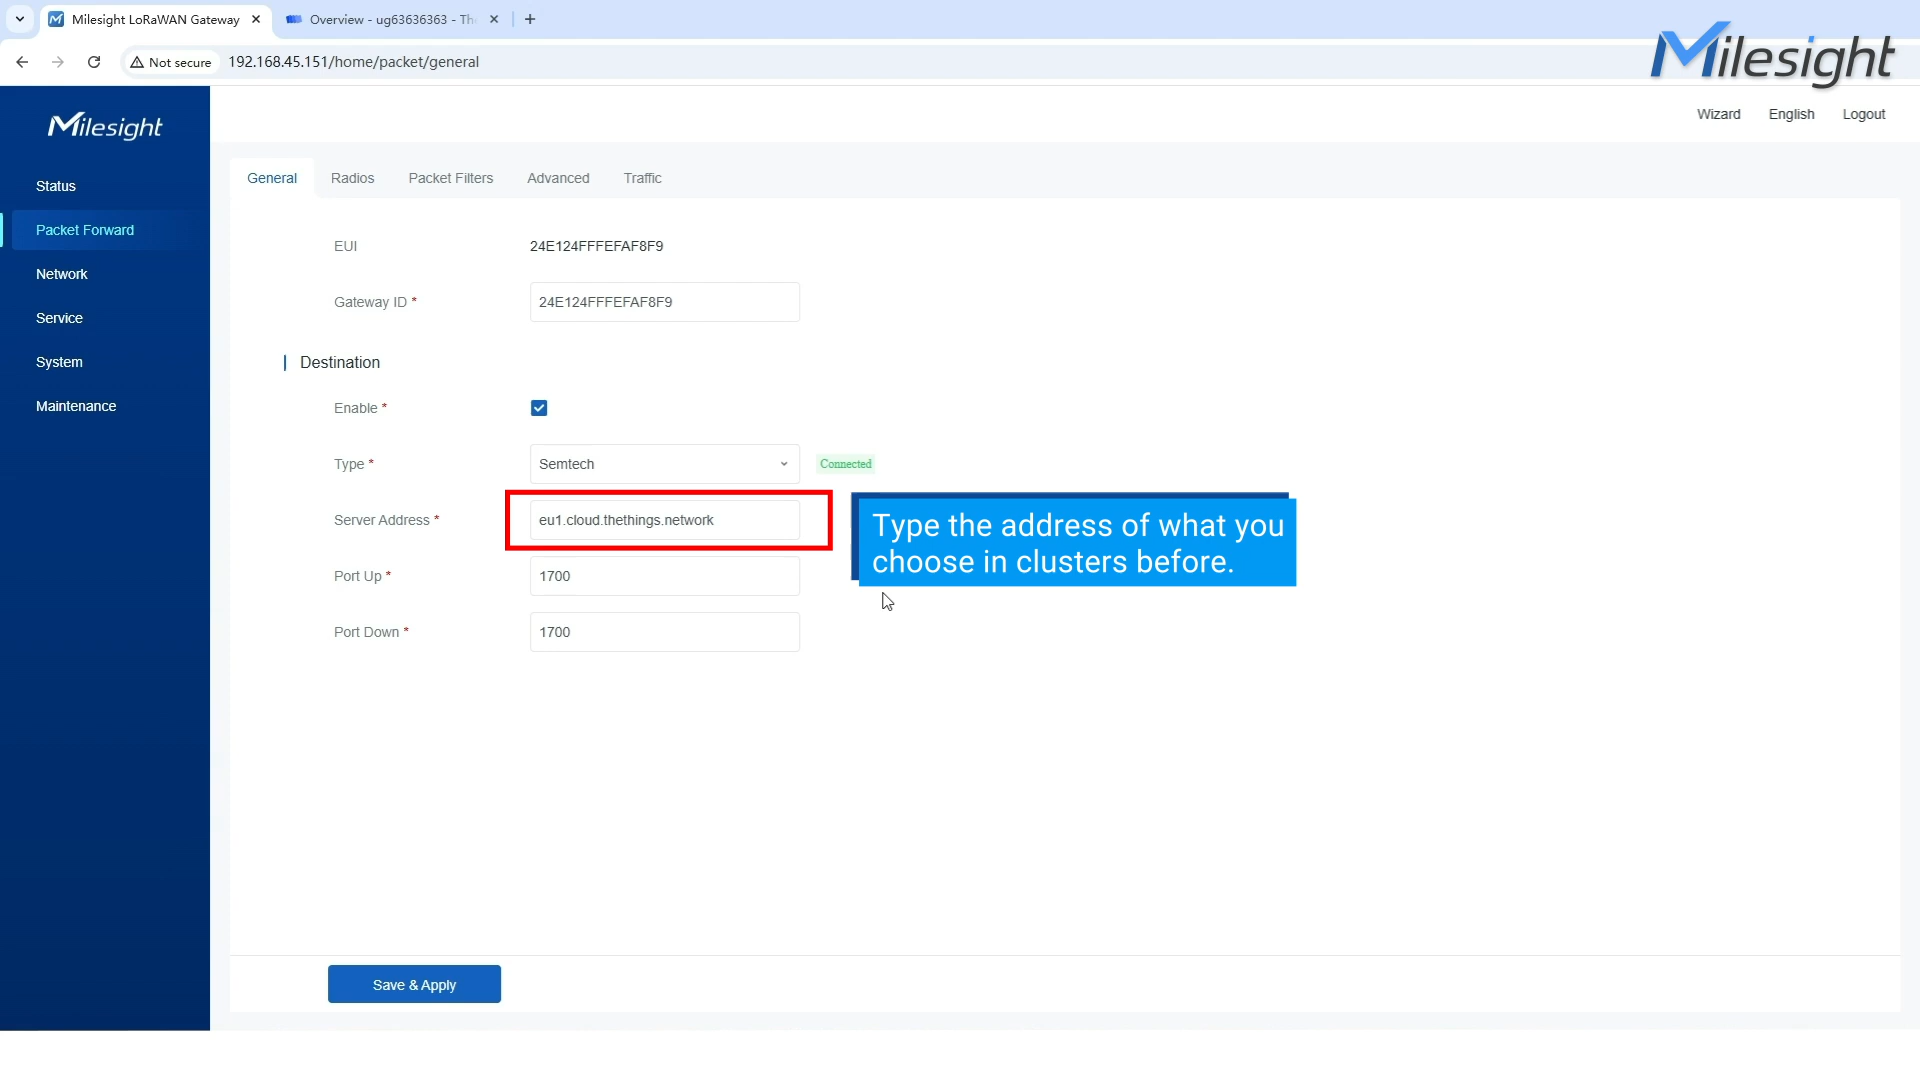 Milesight LoRaWAN Gateway
Overview - ug63636363 - Th
Not secure
192.168.45.151/home/packet/general
Milesight
Milesight
Wizard
English
Logout
Status
Packet Forward
Network
Service
System
Maintenance
General
Radios
Packet Filters
Advanced
Traffic
EUI
24E124FFFEFAF8F9
Gateway ID *
24E124FFFEFAF8F9
Destination
Enable *
Type *
Semtech
Connected
Server Address *
eu1.cloud.thethings.network
Type the address of what you
choose in clusters before.
Port Up *
1700
Port Down *
1700
Save & Apply